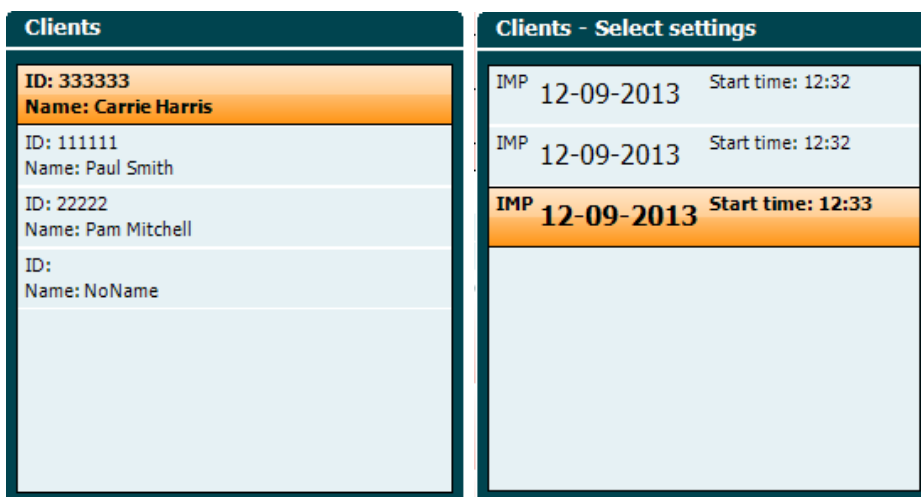 Clients
ID: 333333
Name: Carrie Harris
ID: 111111
Name: Paul Smith
ID: 22222
Name: Pam Mitchell
ID:
Name: NoName
Clients - Select settings
IMP 12-09-2013 Start time: 12:32
IMP 12-09-2013 Start time: 12:32
IMP 12-09-2013 Start time: 12:33